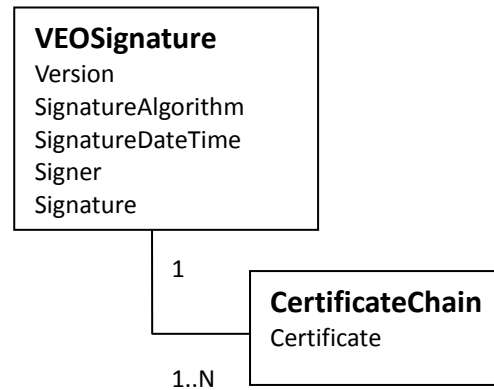 VEOSignature
Version
SignatureAlgorithm
SignatureDateTime
Signer
Signature
1
CertificateChain
Certificate
1..N